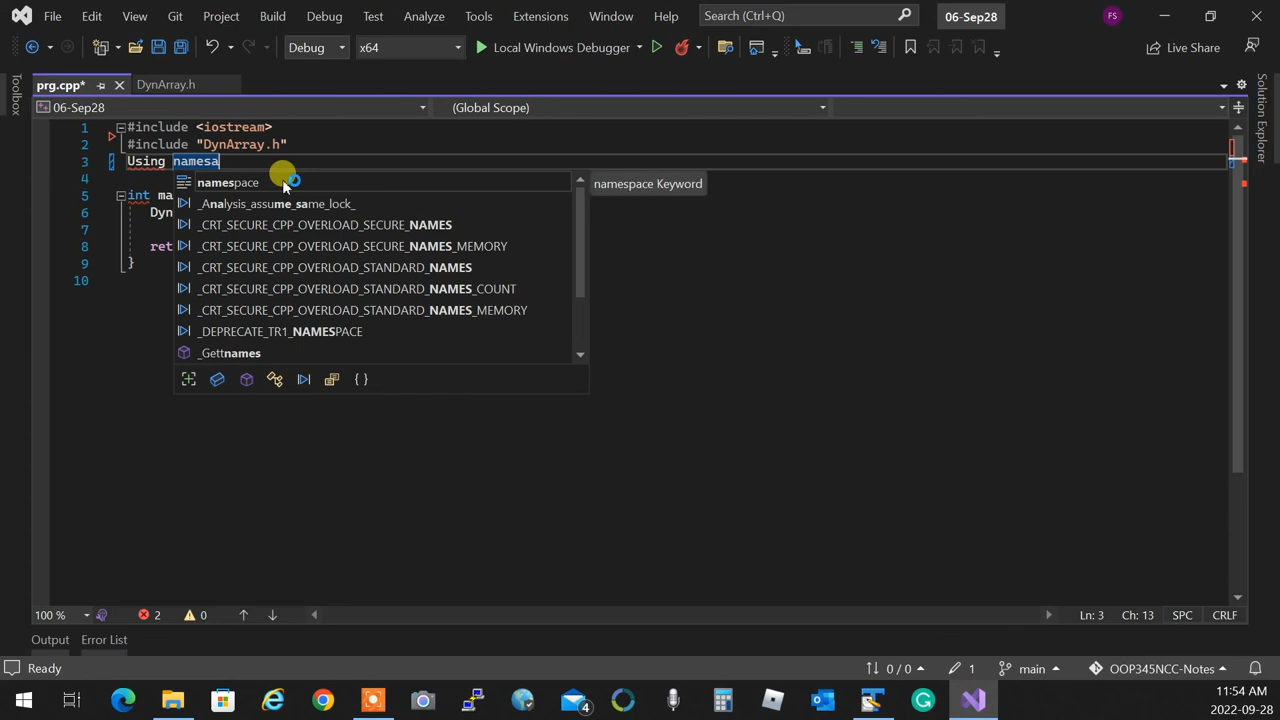 File Edit View Git Project Build Debug Test Analyze Tools Extensions Window Help Search (Ctrl+Q) 06-Sep28 FS
Debug x64 Local Windows Debugger Live Share
prg.cpp* DynArray.h
06-Sep28 (Global Scope)
1 #include <iostream>
2 #include "DynArray.h"
3 Using namesa
4 namespace namespace Keyword
5 int ma _Analysis_assume_same_lock_
6 Dyn _CRT_SECURE_CPP_OVERLOAD_SECURE_NAMES
7 _CRT_SECURE_CPP_OVERLOAD_SECURE_NAMES_MEMORY
8 ret _CRT_SECURE_CPP_OVERLOAD_STANDARD_NAMES
9 } _CRT_SECURE_CPP_OVERLOAD_STANDARD_NAMES_COUNT
10 _CRT_SECURE_CPP_OVERLOAD_STANDARD_NAMES_MEMORY
_DEPRECATE_TR1_NAMESPACE
_Gettnames
Toolbox
Solution Explorer
100 % 2 0 Ln: 3 Ch: 13 SPC CRLF
Output Error List
Ready 0 / 0 1 main OOP345NCC-Notes
4
11:54 AM
2022-09-28